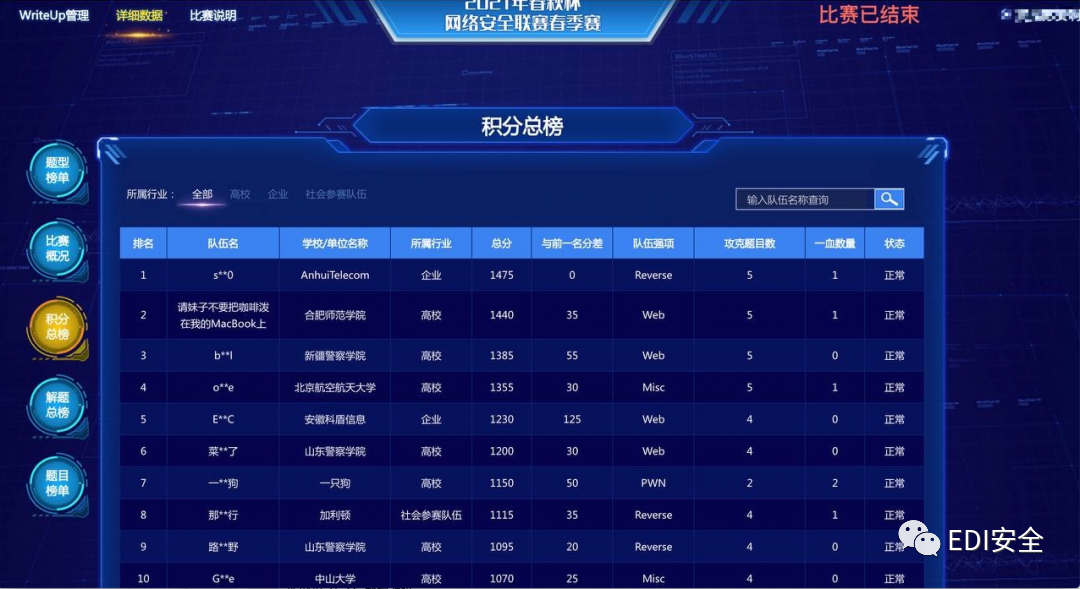 WriteUp管理 详细数据 比赛说明
2021年春秋杯
网络安全联赛春季赛
比赛已结束
积分总榜
题型
榜单
比赛
概况
积分
总榜
解题
总榜
题目
榜单
所属行业： 全部 高校 企业 社会参赛队伍
输入队伍名称查询
排名 队伍名 学校/单位名称 所属行业 总分 与前一名分差 队伍强项 攻克题目数 一血数量 状态
1 s**0 AnhuiTelecom 企业 1475 0 Reverse 5 1 正常
2 请妹子不要把咖啡泼
在我的MacBook上 合肥师范学院 高校 1440 35 Web 5 1 正常
3 b**l 新疆警察学院 高校 1385 55 Web 5 0 正常
4 o**e 北京航空航天大学 高校 1355 30 Misc 5 1 正常
5 E**C 安徽科盾信息 企业 1230 125 Web 4 0 正常
6 菜**了 山东警察学院 高校 1200 30 Web 4 0 正常
7 一**狗 一只狗 高校 1150 50 PWN 2 2 正常
8 那**行 加利顿 社会参赛队伍 1115 35 Reverse 4 1 正常
9 路**野 山东警察学院 高校 1095 20 Reverse 4 0 正常
10 G**e 中山大学 高校 1070 25 Misc 4 0 正常
EDI安全